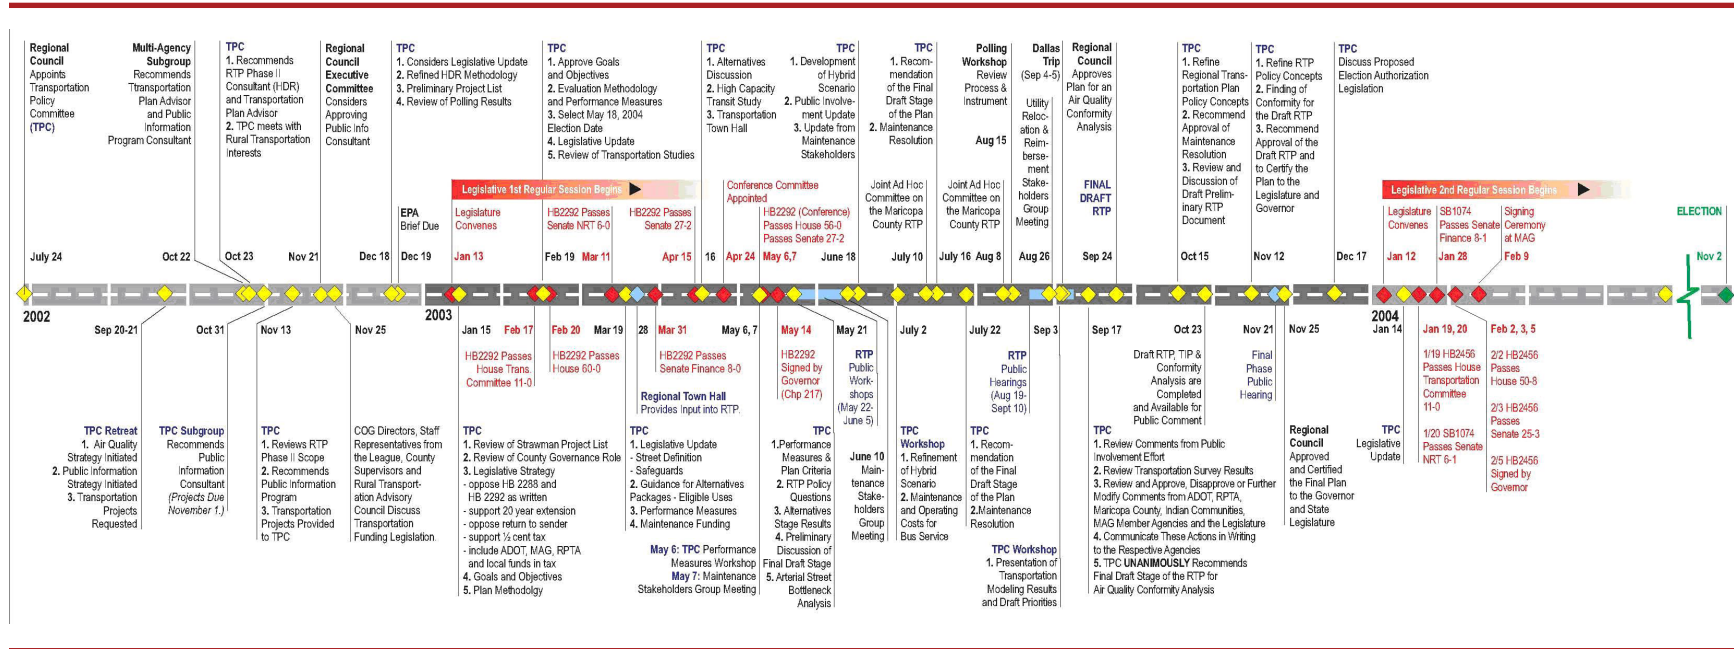 Regional
Council
Appoints
Transportation
Policy
Committee
(TPC)
July 24
Multi-Agency
Subgroup
Recommends
Ttransportation
Plan Advisor
and Public
Information
Program Consultant
Oct 22
TPC
1. Recommends
RTP Phase II
Consultant (HDR)
and Transportation
Plan Advisor
2. TPC meets with
Rural Transportation
Interests
Oct 23
Regional
Council
Executive
Committee
Considers
Approving
Public Info
Consultant
Nov 21
TPC
1. Considers Legislative Update
2. Refined HDR Methodology
3. Preliminary Project List
4. Review of Polling Results
Dec 18
EPA
Brief Due
Dec 19
Legislative 1st Regular Session Begins
Legislature
Convenes
Jan 13
TPC
1. Approve Goals
and Objectives
2. Evaluation Methodology
and Performance Measures
3. Select May 18, 2004
Election Date
4. Legislative Update
5. Review of Transportation Studies
Feb 19
HB2292 Passes
Senate NRT 6-0
Mar 11
HB2292 Passes
Senate 27-2
Apr 15
TPC
1. Alternatives
Discussion
2. High Capacity
Transit Study
3. Transportation
Town Hall
16
Conference Committee
Appointed
Apr 24
HB2292 (Conference)
Passes House 56-0
Passes Senate 27-2
May 6,7
TPC
1. Development
of Hybrid
Scenario
2. Public Involve-
ment Update
3. Update from
Maintenance
Stakeholders
June 18
Joint Ad Hoc
Committee on
the Maricopa
County RTP
July 10
TPC
1. Recom-
mendation
of the Final
Draft Stage
of the Plan
2. Maintenance
Resolution
July 16
Joint Ad Hoc
Committee on
the Maricopa
County RTP
Aug 8
Polling
Workshop
Review
Process &
Instrument
Aug 15
Dallas
Trip
(Sep 4-5)
Utility
Reloc-
ation &
Reim-
berse-
ment
Stake-
holders
Group
Meeting
Aug 26
Regional
Council
Approves
Plan for an
Air Quality
Conformity
Analysis
FINAL
DRAFT
RTP
Sep 24
TPC
1. Refine
Regional Trans-
portation Plan
Policy Concepts
2. Recommend
Approval of
Maintenance
Resolution
3. Review and
Discussion of
Draft Prelim-
inary RTP
Document
Oct 15
TPC
1. Refine RTP
Policy Concepts
2. Finding of
Conformity for
the Draft RTP
3. Recommend
Approval of the
Draft RTP and
to Certify the
Plan to the
Legislature and
Governor
Nov 12
TPC
Discuss Proposed
Election Authorization
Legislation
Dec 17
Legislative 2nd Regular Session Begins
Legislature
Convenes
Jan 12
SB1074
Passes Senate
Finance 8-1
Jan 28
Signing
Ceremony
at MAG
Feb 9
ELECTION
Nov 2
2002
2003
2004
Sep 20-21
TPC Retreat
1. Air Quality
Strategy Initiated
2. Public Information
Strategy Initiated
3. Transportation
Projects
Requested
Oct 31
TPC Subgroup
Recommends
Public
Information
Consultant
(Projects Due
November 1.)
Nov 13
TPC
1. Reviews RTP
Phase II Scope
2. Recommends
Public Information
Program
3. Transportation
Projects Provided
to TPC
Nov 25
COG Directors, Staff
Representatives from
the League, County
Supervisors and
Rural Transport-
ation Advisory
Council Discuss
Transportation
Funding Legislation.
Jan 15
TPC
1. Review of Strawman Project List
2. Review of County Governance Role
3. Legislative Strategy
- oppose HB 2288 and
HB 2292 as written
- support 20 year extension
- oppose return to sender
- support ½ cent tax
- include ADOT, MAG, RPTA
and local funds in tax
4. Goals and Objectives
5. Plan Methodolgy
Feb 17
HB2292 Passes
House Trans.
Committee 11-0
Feb 20
HB2292 Passes
House 60-0
Mar 19
TPC
1. Legislative Update
- Street Definition
- Safeguards
2. Guidance for Alternatives
Packages - Eligible Uses
3. Performance Measures
4. Maintenance Funding
28
Regional Town Hall
Provides Input into RTP.
Mar 31
HB2292 Passes
Senate Finance 8-0
May 6, 7
May 6: TPC Performance
Measures Workshop
May 7: Maintenance
Stakeholders Group Meeting
May 14
HB2292
Signed by
Governor
(Chp 217)
May 21
TPC
1.Performance
Measures &
Plan Criteria
2. RTP Policy
Questions
3. Alternatives
Stage Results
4. Preliminary
Discussion of
Final Draft Stage
5. Arterial Street
Bottleneck
Analysis
RTP
Public
Work-
shops
(May 22-
June 5)
June 10
Main-
tenance
Stake-
holders
Group
Meeting
July 2
TPC
Workshop
1. Refinement
of Hybrid
Scenario
2. Maintenance
and Operating
Costs for
Bus Service
July 22
TPC
1. Recom-
mendation
of the Final
Draft Stage
of the Plan
2.Maintenance
Resolution
RTP
Public
Hearings
(Aug 19-
Sept 10)
Sep 3
TPC Workshop
1. Presentation of
Transportation
Modeling Results
and Draft Priorities
Sep 17
TPC
1. Review Comments from Public
Involvement Effort
2. Review Transportation Survey Results
3. Review and Approve, Disapprove or Further
Modify Comments from ADOT, RPTA,
Maricopa County, Indian Communities,
MAG Member Agencies and the Legislature
4. Communicate These Actions in Writing
to the Respective Agencies
5. TPC UNANIMOUSLY Recommends
Final Draft Stage of the RTP for
Air Quality Conformity Analysis
Oct 23
Draft RTP, TIP &
Conformity
Analysis are
Completed
and Available for
Public Comment
Nov 21
Final
Phase
Public
Hearing
Nov 25
Regional
Council
Approved
and Certified
the Final Plan
to the Governor
and State
Legislature
Jan 14
TPC
Legislative
Update
Jan 19, 20
1/19 HB2456
Passes House
Transportation
Committee
11-0
1/20 SB1074
Passes Senate
NRT 6-1
Feb 2, 3, 5
2/2 HB2456
Passes
House 50-8
2/3 HB2456
Passes
Senate 25-3
2/5 HB2456
Signed by
Governor